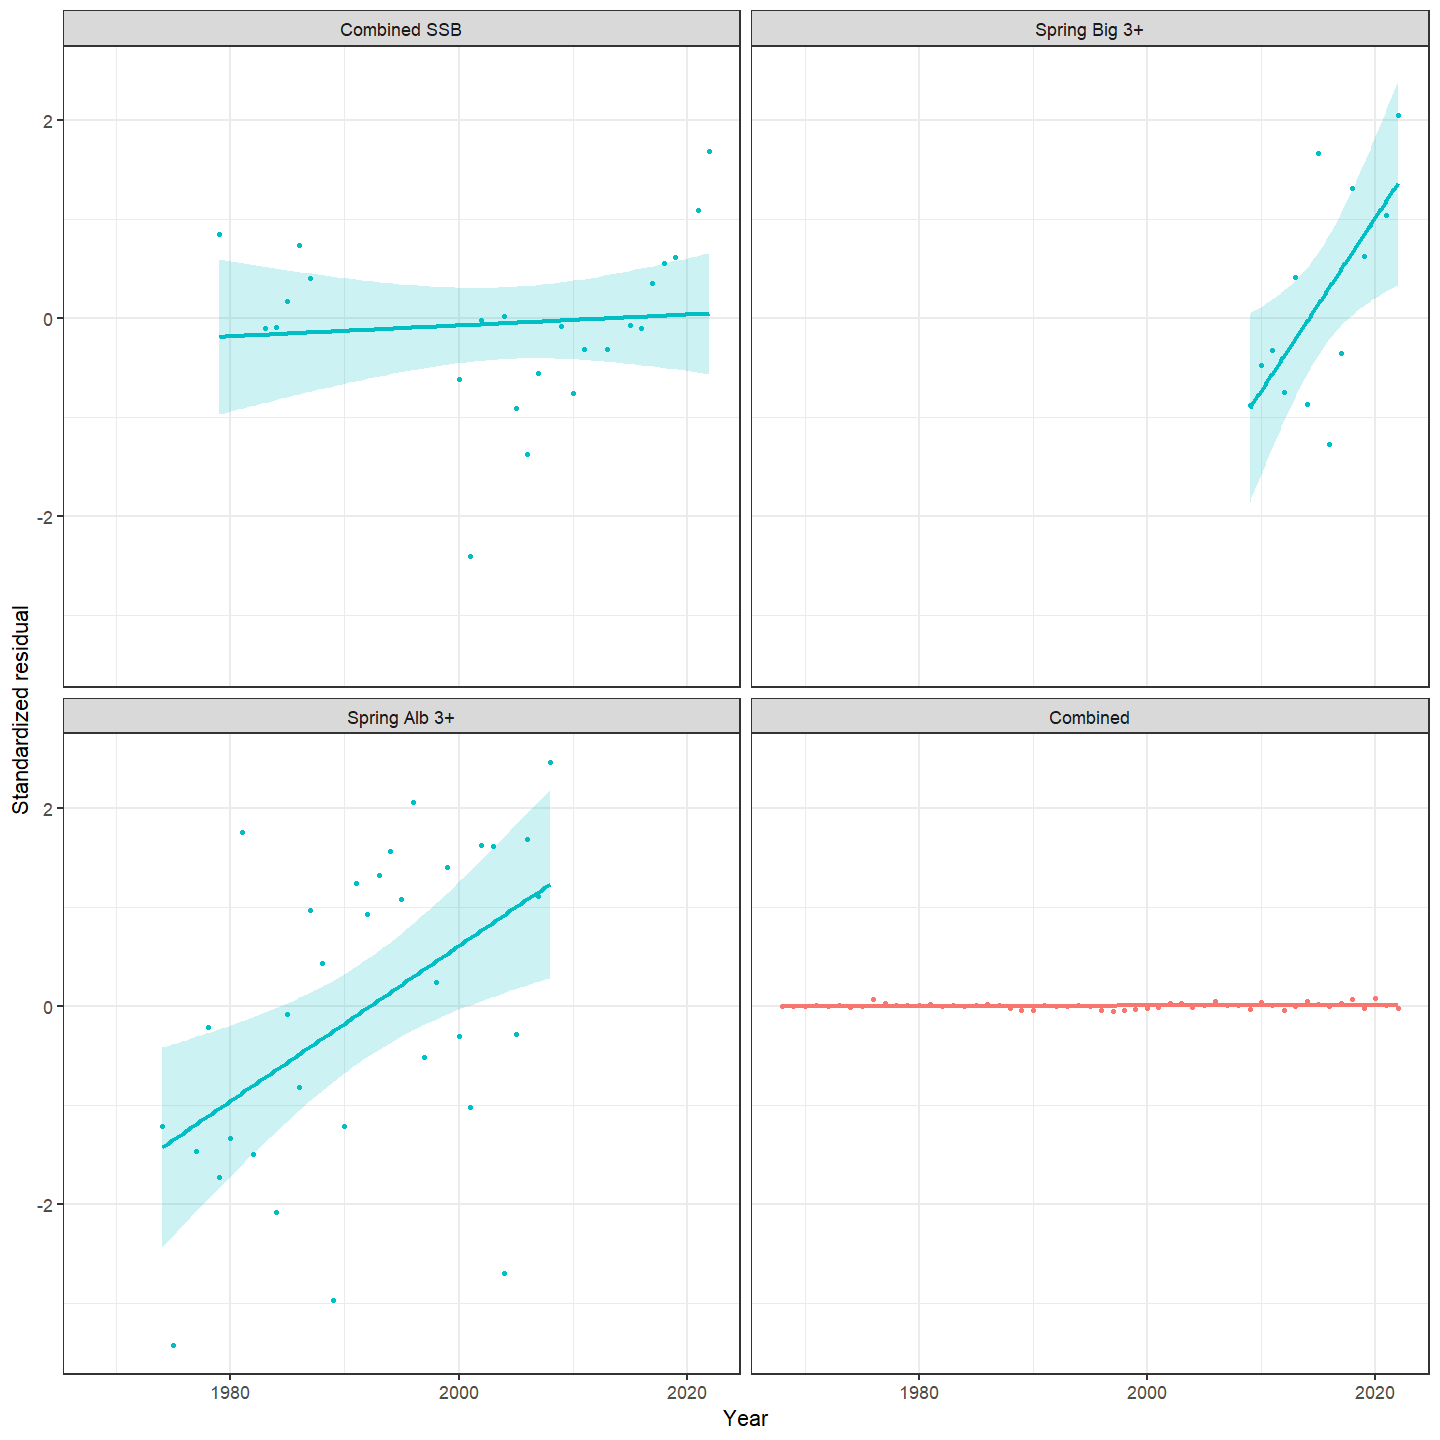 Combined SSB
Spring Big 3+
2
0
-2
Standardized residual
Spring Alb 3+
Combined
2
0
-2
1980
2000
2020
1980
2000
2020
Year